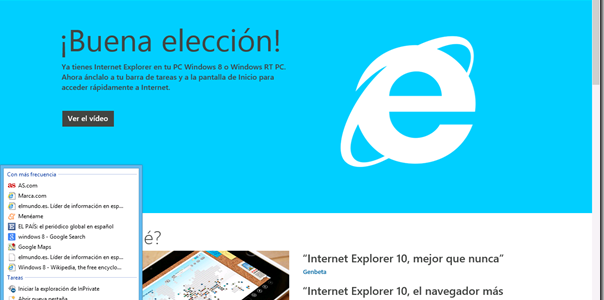 ¡Buena elección!
Ya tienes Internet Explorer en tu PC Windows 8 o Windows RT PC.
Ahora ánclalo a tu barra de tareas y a la pantalla de Inicio para
acceder rápidamente a Internet.
Ver el vídeo
Con más frecuencia
AS.com
Marca.com
elmundo.es. Líder de información en esp...
Menéame
EL PAÍS: el periódico global en español
windows 8 - Google Search
Google Maps
elmundo.es. Líder de información en esp...
Windows 8 - Wikipedia, the free encyclo...
Tareas
Iniciar la exploración de InPrivate
Abrir nueva pestaña
é?
"Internet Explorer 10, mejor que nunca"
Genbeta
"Internet Explorer 10, el navegador más